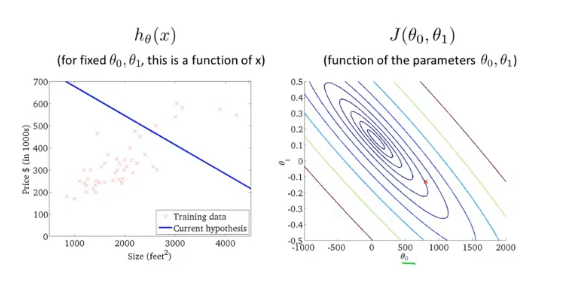 hθ(x)
(for fixed θ0, θ1, this is a function of x)
700
600
500
400
300
200
100
0
Price $ (in 1000s)
1000 2000 3000 4000
Size (feet²)
Training data
Current hypothesis
J(θ0, θ1)
(function of the parameters θ0, θ1)
0.5
0.4
0.3
0.2
0.1
0
-0.1
-0.2
-0.3
-0.4
-0.5
θ1
-1000 -500 0 500 1000 1500 2000
θ0